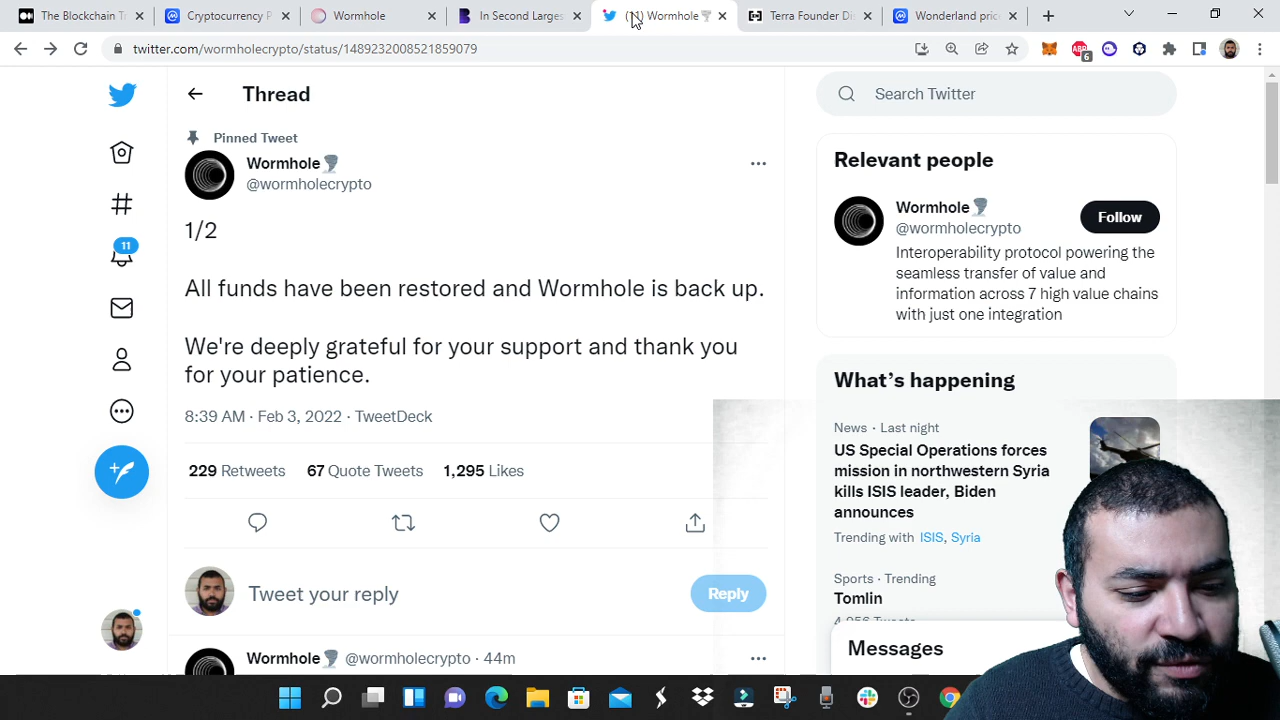 The Blockchain T
Cryptocurrency P
Wormhole
In Second Larges
Wormhole
Terra Founder Di
Wonderland pric
twitter.com/wormholecrypto/status/1489232008521859079
6
Thread
Search Twitter
Pinned Tweet
Wormhole🌪
@wormholecrypto
1/2
All funds have been restored and Wormhole is back up.
We're deeply grateful for your support and thank you
for your patience.
8:39 AM · Feb 3, 2022 · TweetDeck
229 Retweets 67 Quote Tweets 1,295 Likes
Tweet your reply
Reply
Wormhole🌪 @wormholecrypto · 44m
11
Relevant people
Wormhole🌪
@wormholecrypto
Follow
Interoperability protocol powering the
seamless transfer of value and
information across 7 high value chains
with just one integration
What's happening
News · Last night
US Special Operations forces
mission in northwestern Syria
kills ISIS leader, Biden
announces
Trending with ISIS, Syria
Sports · Trending
Tomlin
Messages